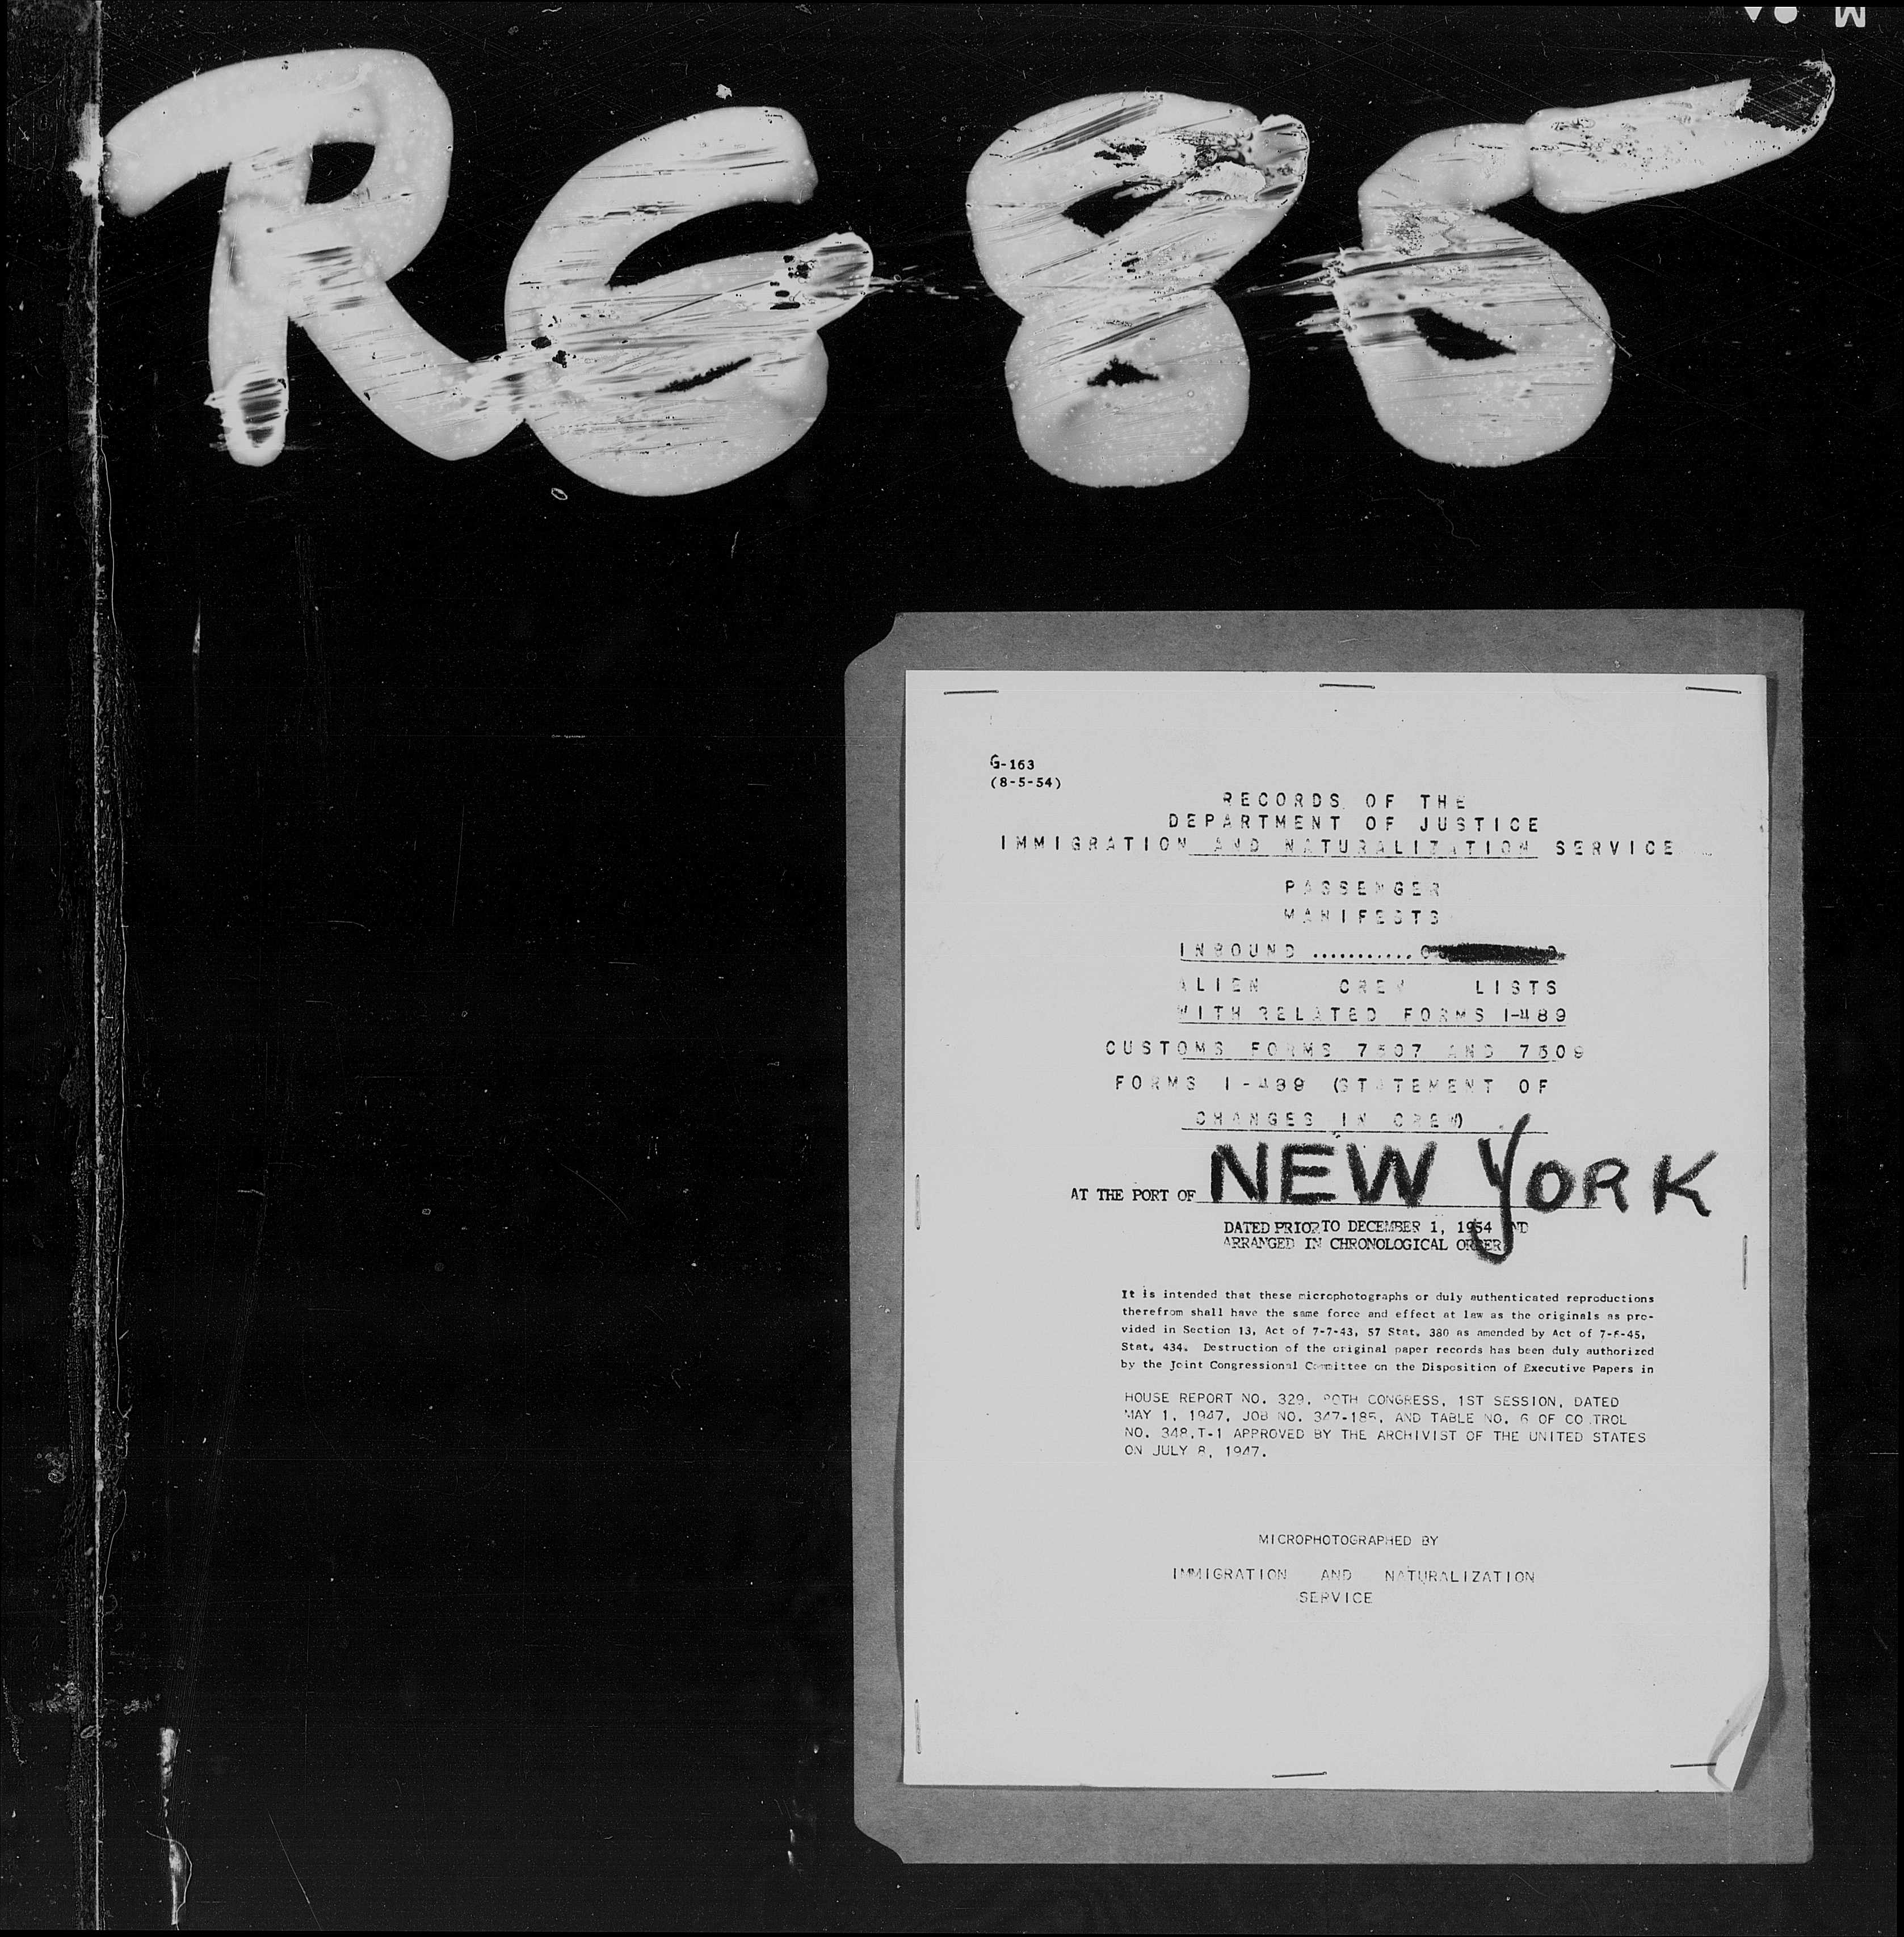 RG 85
G-163
(8-5-54)
RECORDS OF THE
DEPARTMENT OF JUSTICE
IMMIGRATION AND NATURALIZATION SERVICE
PASSENGER
MANIFESTS
INBOUND ...........
ALIEN CREW LISTS
WITH RELATED FORMS I-489
CUSTOMS FORMS 7507 AND 7509
FORMS I-489 (STATEMENT OF
CHANGES IN CREW)
AT THE PORT OF NEW YORK
DATED PRIOR TO DECEMBER 1, 1954 AND
ARRANGED IN CHRONOLOGICAL ORDER
It is intended that these microphotographs or duly authenticated reproductions
therefrom shall have the same force and effect at law as the originals as pro-
vided in Section 13, Act of 7-7-43, 57 Stat. 380 as amended by Act of 7-6-45,
Stat. 434. Destruction of the original paper records has been duly authorized
by the Joint Congressional Committee on the Disposition of Executive Papers in
HOUSE REPORT NO. 329, 80TH CONGRESS, 1ST SESSION, DATED
MAY 1, 1947, JOB NO. 347-185, AND TABLE NO. 6 OF CO TROL
NO. 348,T-1 APPROVED BY THE ARCHIVIST OF THE UNITED STATES
ON JULY 8, 1947.
MICROPHOTOGRAPHED BY
IMMIGRATION AND NATURALIZATION
SERVICE